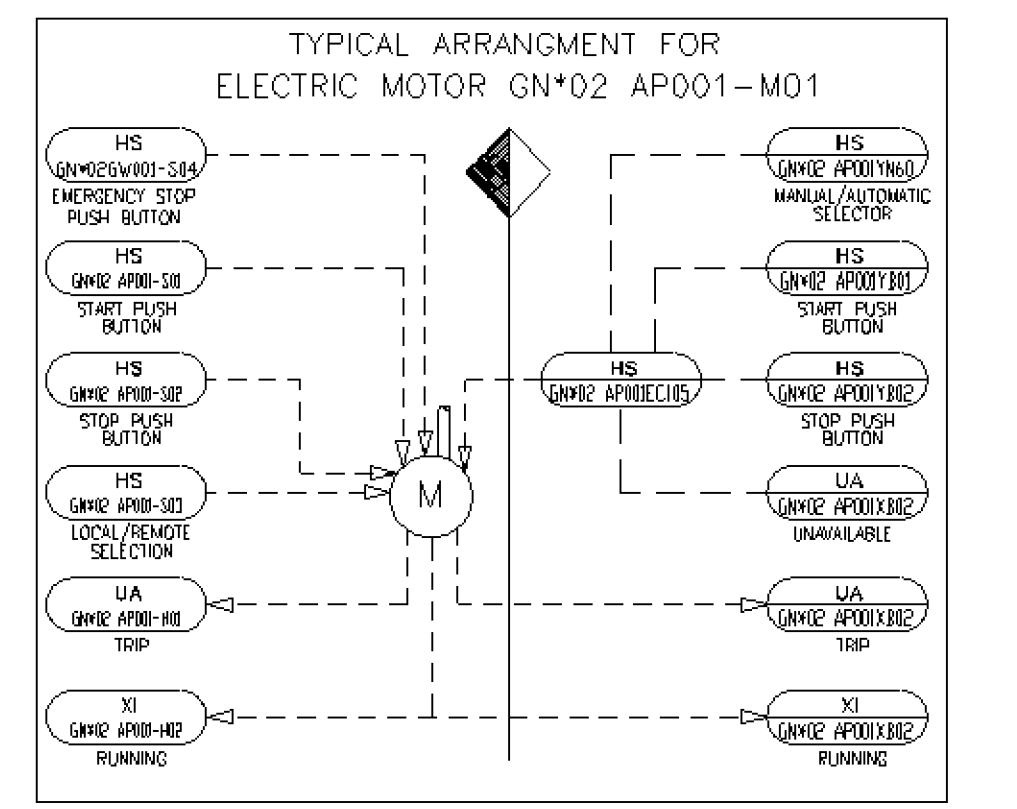 TYPICAL ARRANGMENT FOR
ELECTRIC MOTOR GN*02 AP001-M01
HS
GN*02GW001-S04
EMERGENCY STOP
PUSH BUTTON
HS
GN*02 AP001-S01
START PUSH
BUTTON
HS
GN*02 AP001-S02
STOP PUSH
BUTTON
HS
GN*02 AP001-S03
LOCAL/REMOTE
SELECTION
UA
GN*02 AP001-H01
TRIP
XI
GN*02 AP001-H02
RUNNING
M
HS
GN*02 AP001EC105
HS
GN*02 AP001YN60
MANUAL/AUTOMATIC
SELECTOR
HS
GN*02 AP001YB01
START PUSH
BUTTON
HS
GN*02 AP001YB02
STOP PUSH
BUTTON
UA
GN*02 AP001XB02
UNAVAILABLE
UA
GN*02 AP001XB02
TRIP
XI
GN*02 AP001XB02
RUNNING